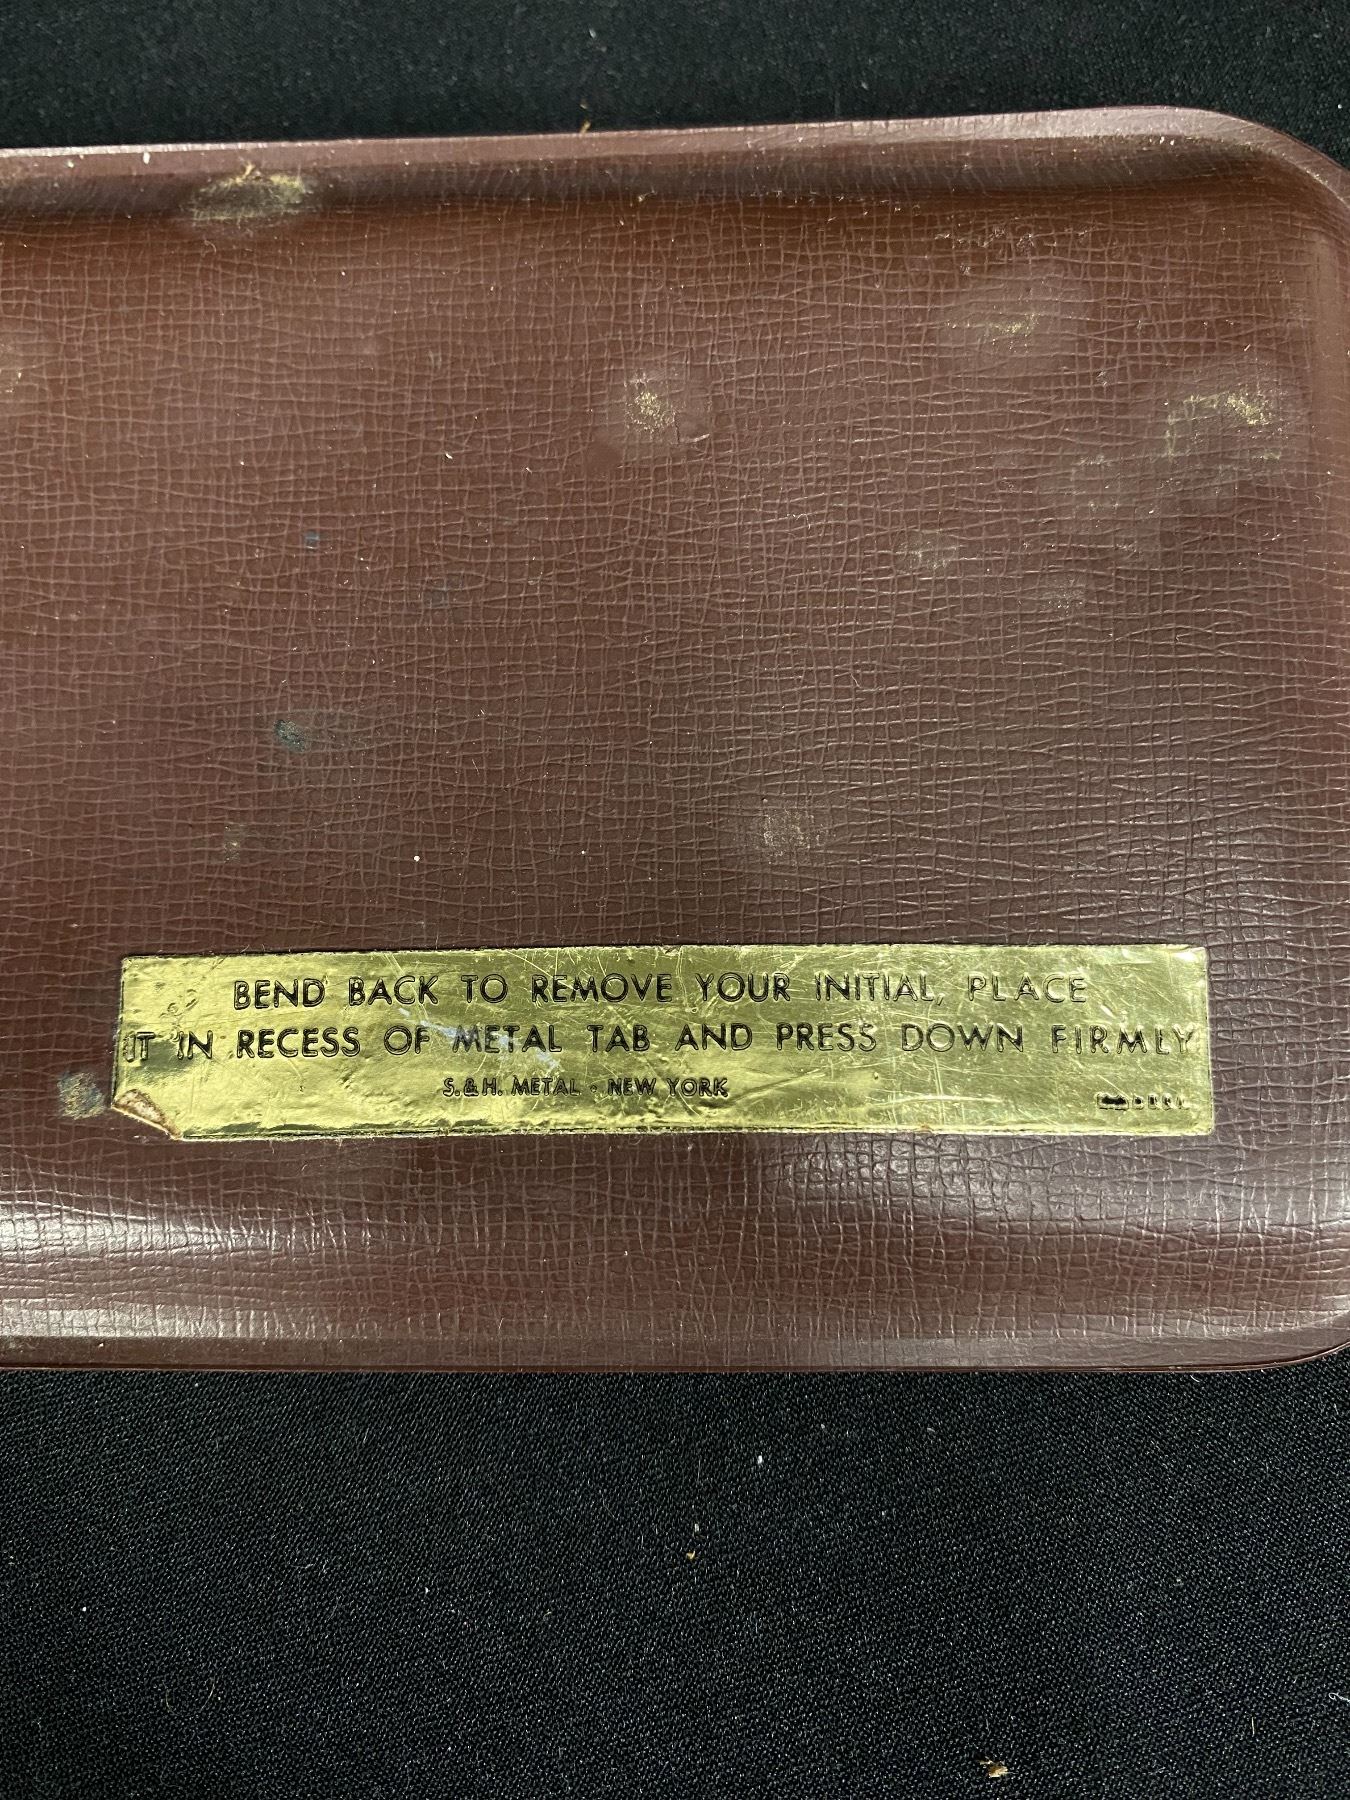 BEND BACK TO REMOVE YOUR INITIAL, PLACE
IT IN RECESS OF METAL TAB AND PRESS DOWN FIRMLY
S. & H. METAL · NEW YORK